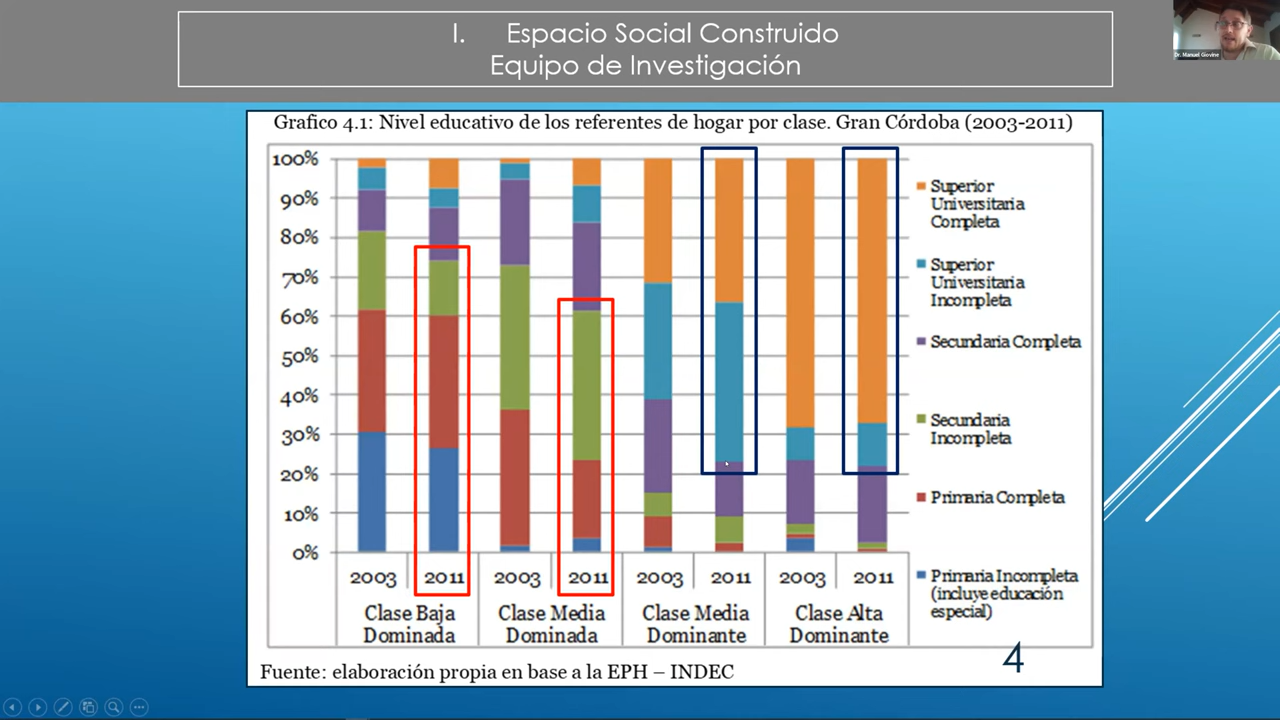 I. Espacio Social Construido
Equipo de Investigación
Dr. Manuel Giovine
Grafico 4.1: Nivel educativo de los referentes de hogar por clase. Gran Córdoba (2003-2011)
100%
90%
80%
70%
60%
50%
40%
30%
20%
10%
0%
2003 2011 2003 2011 2003 2011 2003 2011
Clase Baja Dominada
Clase Media Dominada
Clase Media Dominante
Clase Alta Dominante
Superior
Universitaria
Completa
Superior
Universitaria
Incompleta
Secundaria Completa
Secundaria
Incompleta
Primaria Completa
Primaria Incompleta
(incluye educación
especial)
4
Fuente: elaboración propia en base a la EPH – INDEC